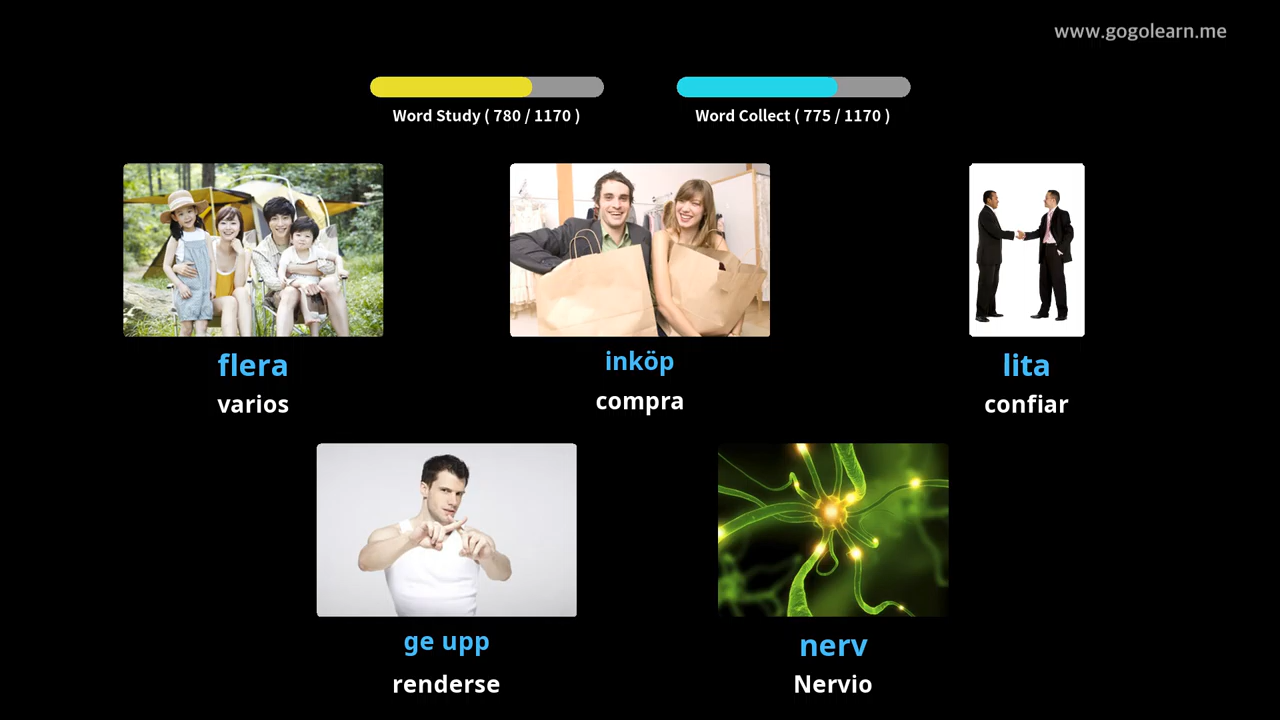 www.gogolearn.me
Word Study ( 780 / 1170 )
Word Collect ( 775 / 1170 )
flera
varios
inköp
compra
lita
confiar
ge upp
renderse
nerv
Nervio